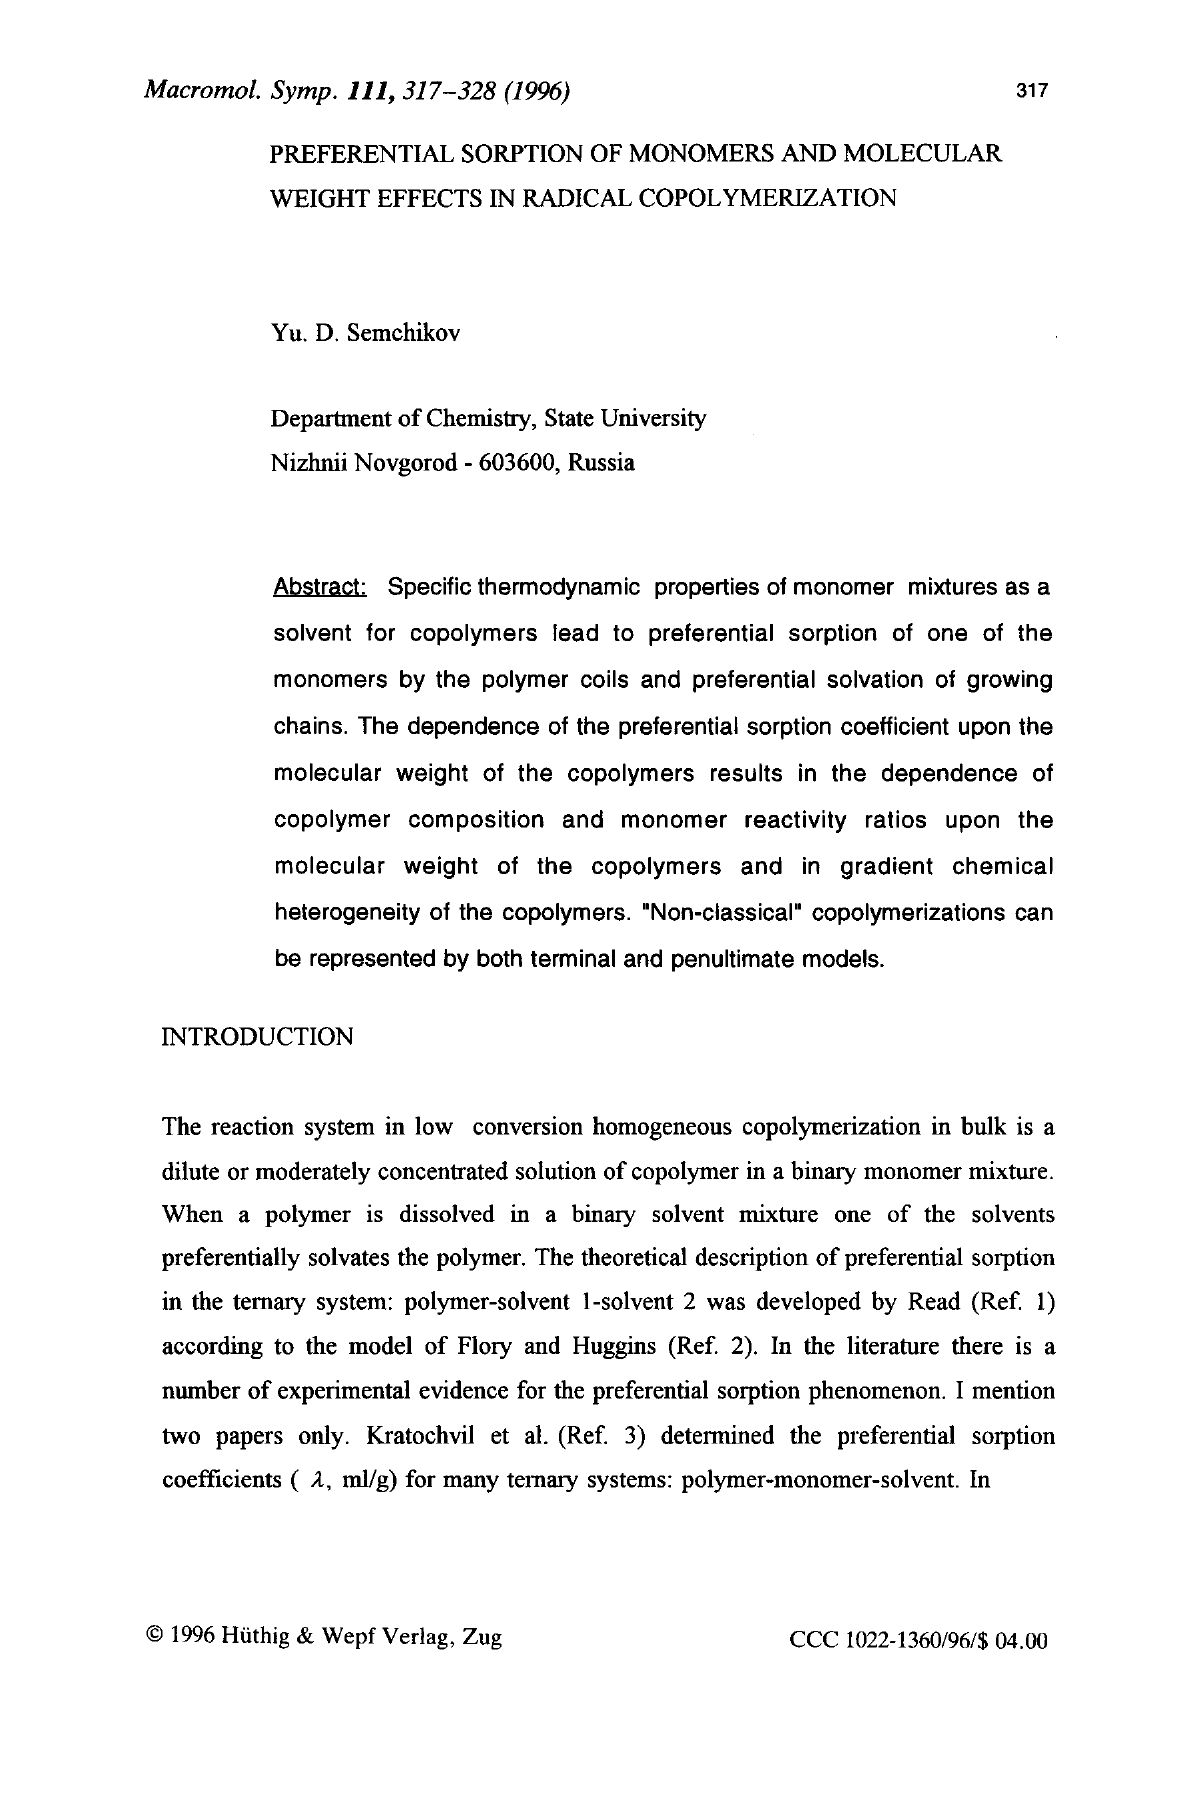 Macromol. Symp. 111, 317–328 (1996) 317
PREFERENTIAL SORPTION OF MONOMERS AND MOLECULAR
WEIGHT EFFECTS IN RADICAL COPOLYMERIZATION
Yu. D. Semchikov
Department of Chemistry, State University
Nizhnii Novgorod - 603600, Russia
Abstract: Specific thermodynamic properties of monomer mixtures as a
solvent for copolymers lead to preferential sorption of one of the
monomers by the polymer coils and preferential solvation of growing
chains. The dependence of the preferential sorption coefficient upon the
molecular weight of the copolymers results in the dependence of
copolymer composition and monomer reactivity ratios upon the
molecular weight of the copolymers and in gradient chemical
heterogeneity of the copolymers. "Non-classical" copolymerizations can
be represented by both terminal and penultimate models.
INTRODUCTION
The reaction system in low conversion homogeneous copolymerization in bulk is a
dilute or moderately concentrated solution of copolymer in a binary monomer mixture.
When a polymer is dissolved in a binary solvent mixture one of the solvents
preferentially solvates the polymer. The theoretical description of preferential sorption
in the ternary system: polymer-solvent 1-solvent 2 was developed by Read (Ref. 1)
according to the model of Flory and Huggins (Ref. 2). In the literature there is a
number of experimental evidence for the preferential sorption phenomenon. I mention
two papers only. Kratochvil et al. (Ref. 3) determined the preferential sorption
coefficients ( λ, ml/g) for many ternary systems: polymer-monomer-solvent. In
© 1996 Hüthig & Wepf Verlag, Zug CCC 1022-1360/96/$ 04.00